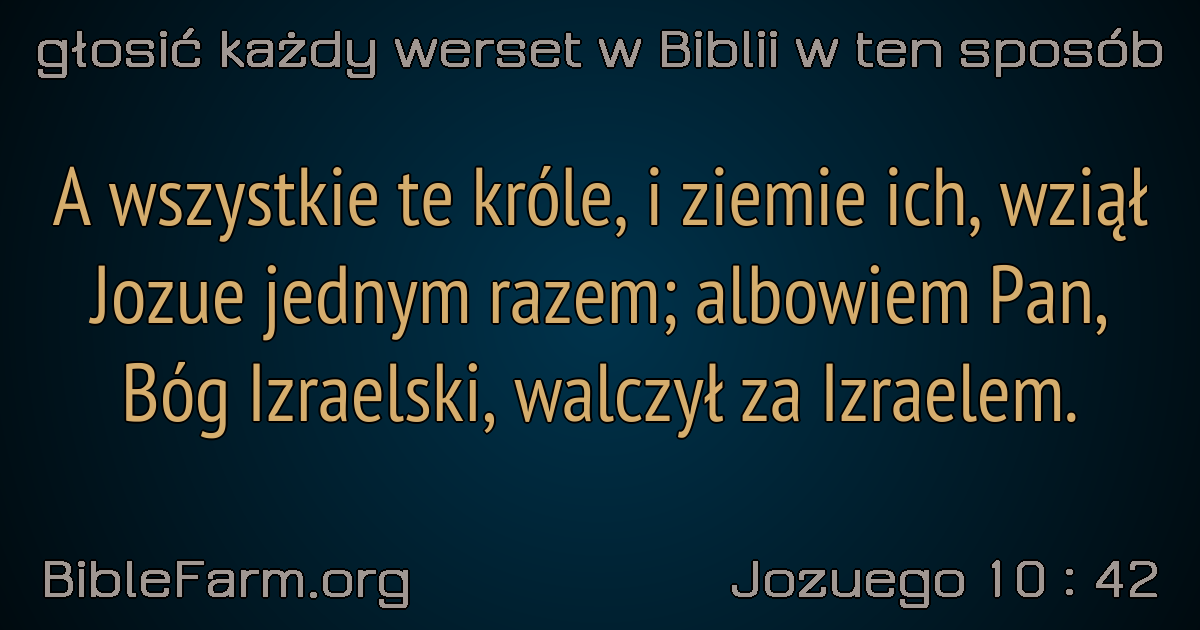 głosić każdy werset w Biblii w ten sposób
A wszystkie te króle, i ziemie ich, wziął
Jozue jednym razem; albowiem Pan,
Bóg Izraelski, walczył za Izraelem.
BibleFarm.org
Jozuego 10 : 42